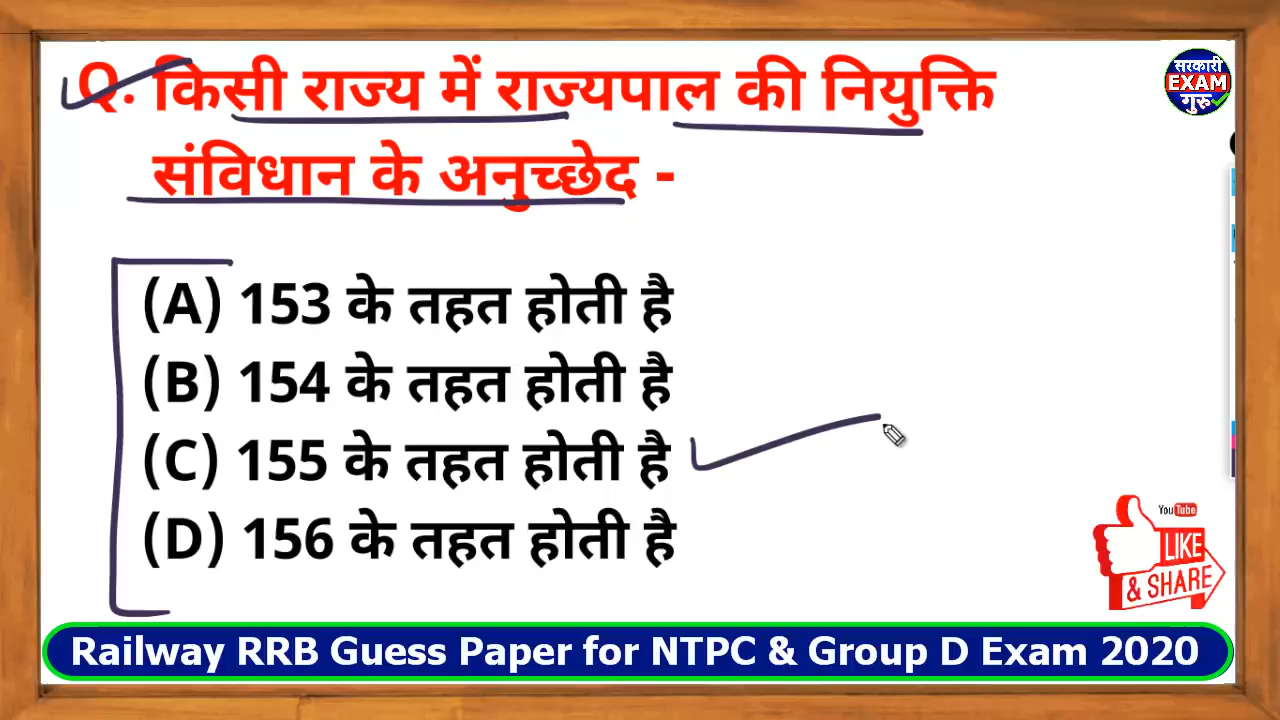 Q. किसी राज्य में राज्यपाल की नियुक्ति
संविधान के अनुच्छेद -
(A) 153 के तहत होती है
(B) 154 के तहत होती है
(C) 155 के तहत होती है
(D) 156 के तहत होती है
सरकारी
EXAM
गुरु
YouTube
LIKE
& SHARE
Railway RRB Guess Paper for NTPC & Group D Exam 2020